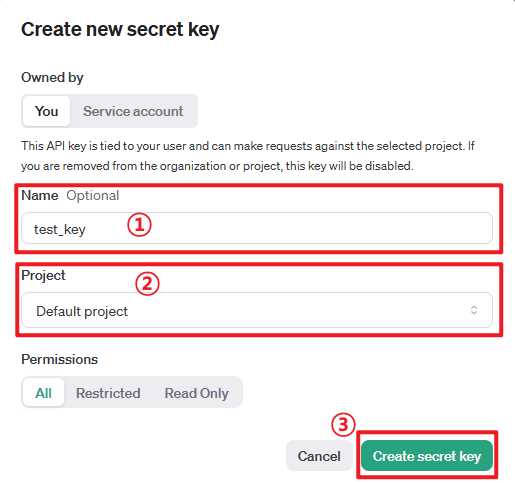 Create new secret key
Owned by
You Service account
This API key is tied to your user and can make requests against the selected project. If
you are removed from the organization or project, this key will be disabled.
Name Optional
test_key ①
Project ②
Default project
Permissions
All Restricted Read Only
③
Cancel Create secret key